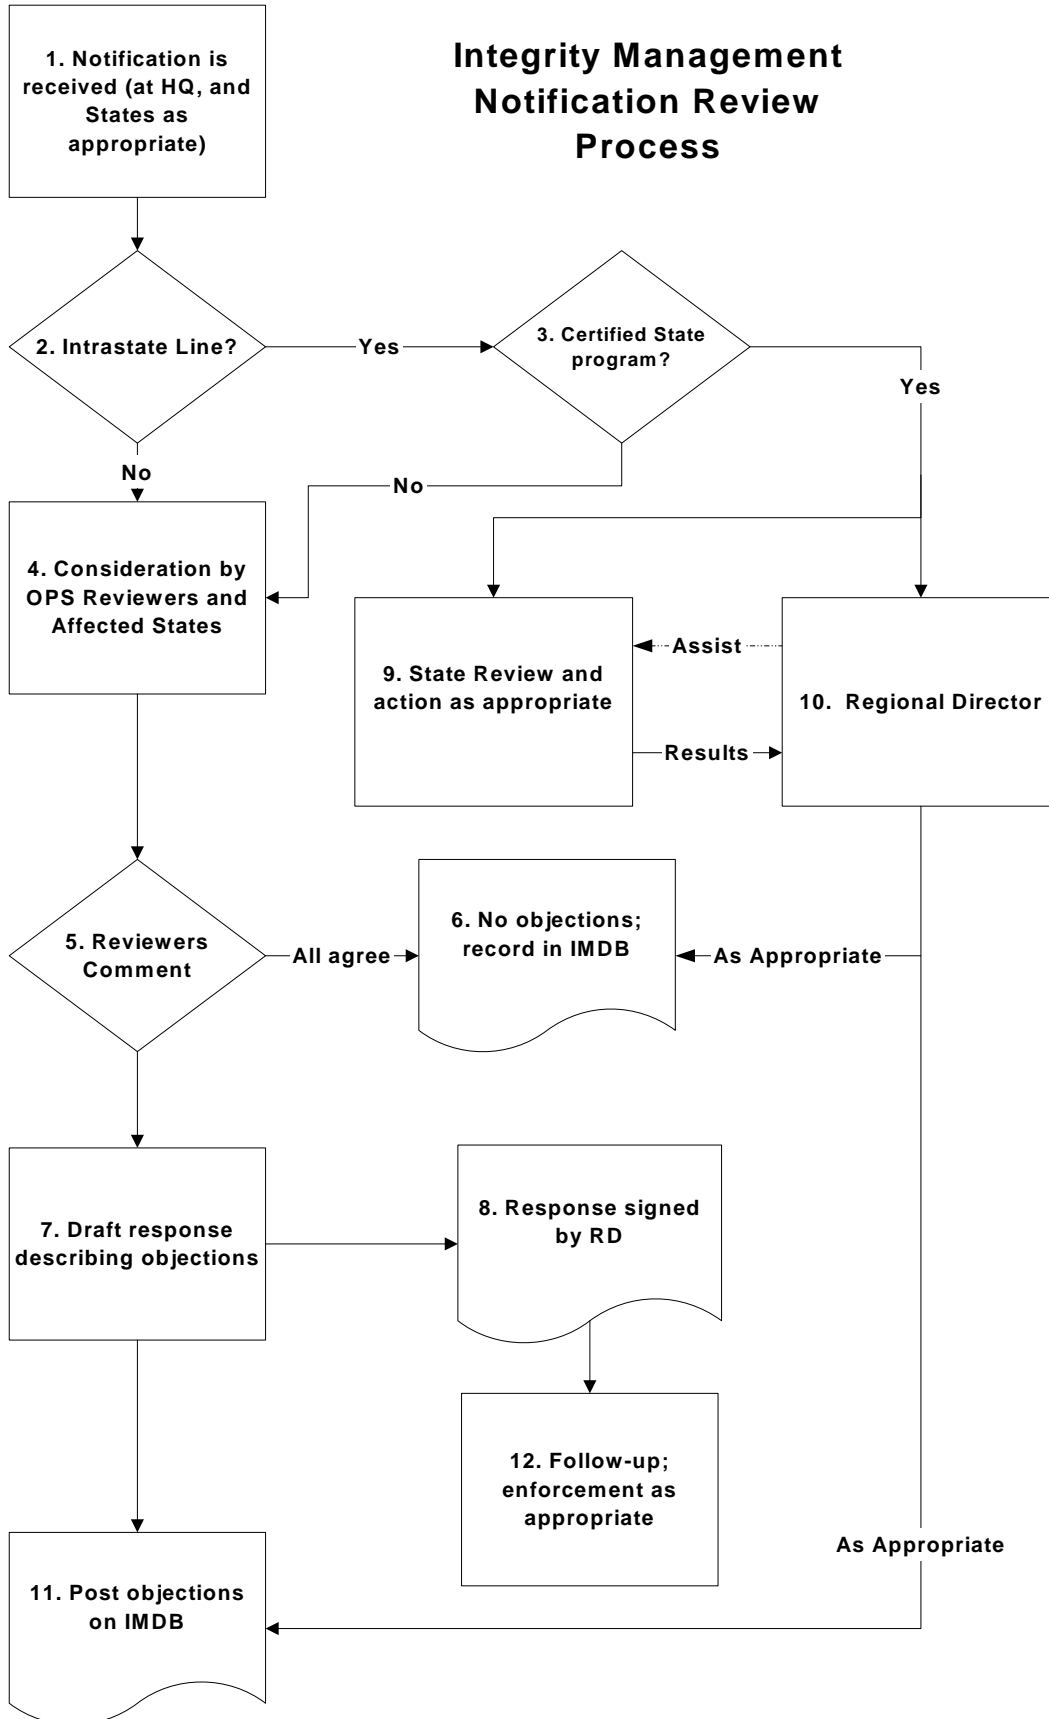 Integrity Management
Notification Review
Process
1. Notification is
received (at HQ, and
States as
appropriate)
2. Intrastate Line?
Yes
3. Certified State
program?
Yes
No
No
4. Consideration by
OPS Reviewers and
Affected States
9. State Review and
action as appropriate
Assist
Results
10. Regional Director
5. Reviewers
Comment
All agree
6. No objections;
record in IMDB
As Appropriate
7. Draft response
describing objections
8. Response signed
by RD
12. Follow-up;
enforcement as
appropriate
As Appropriate
11. Post objections
on IMDB